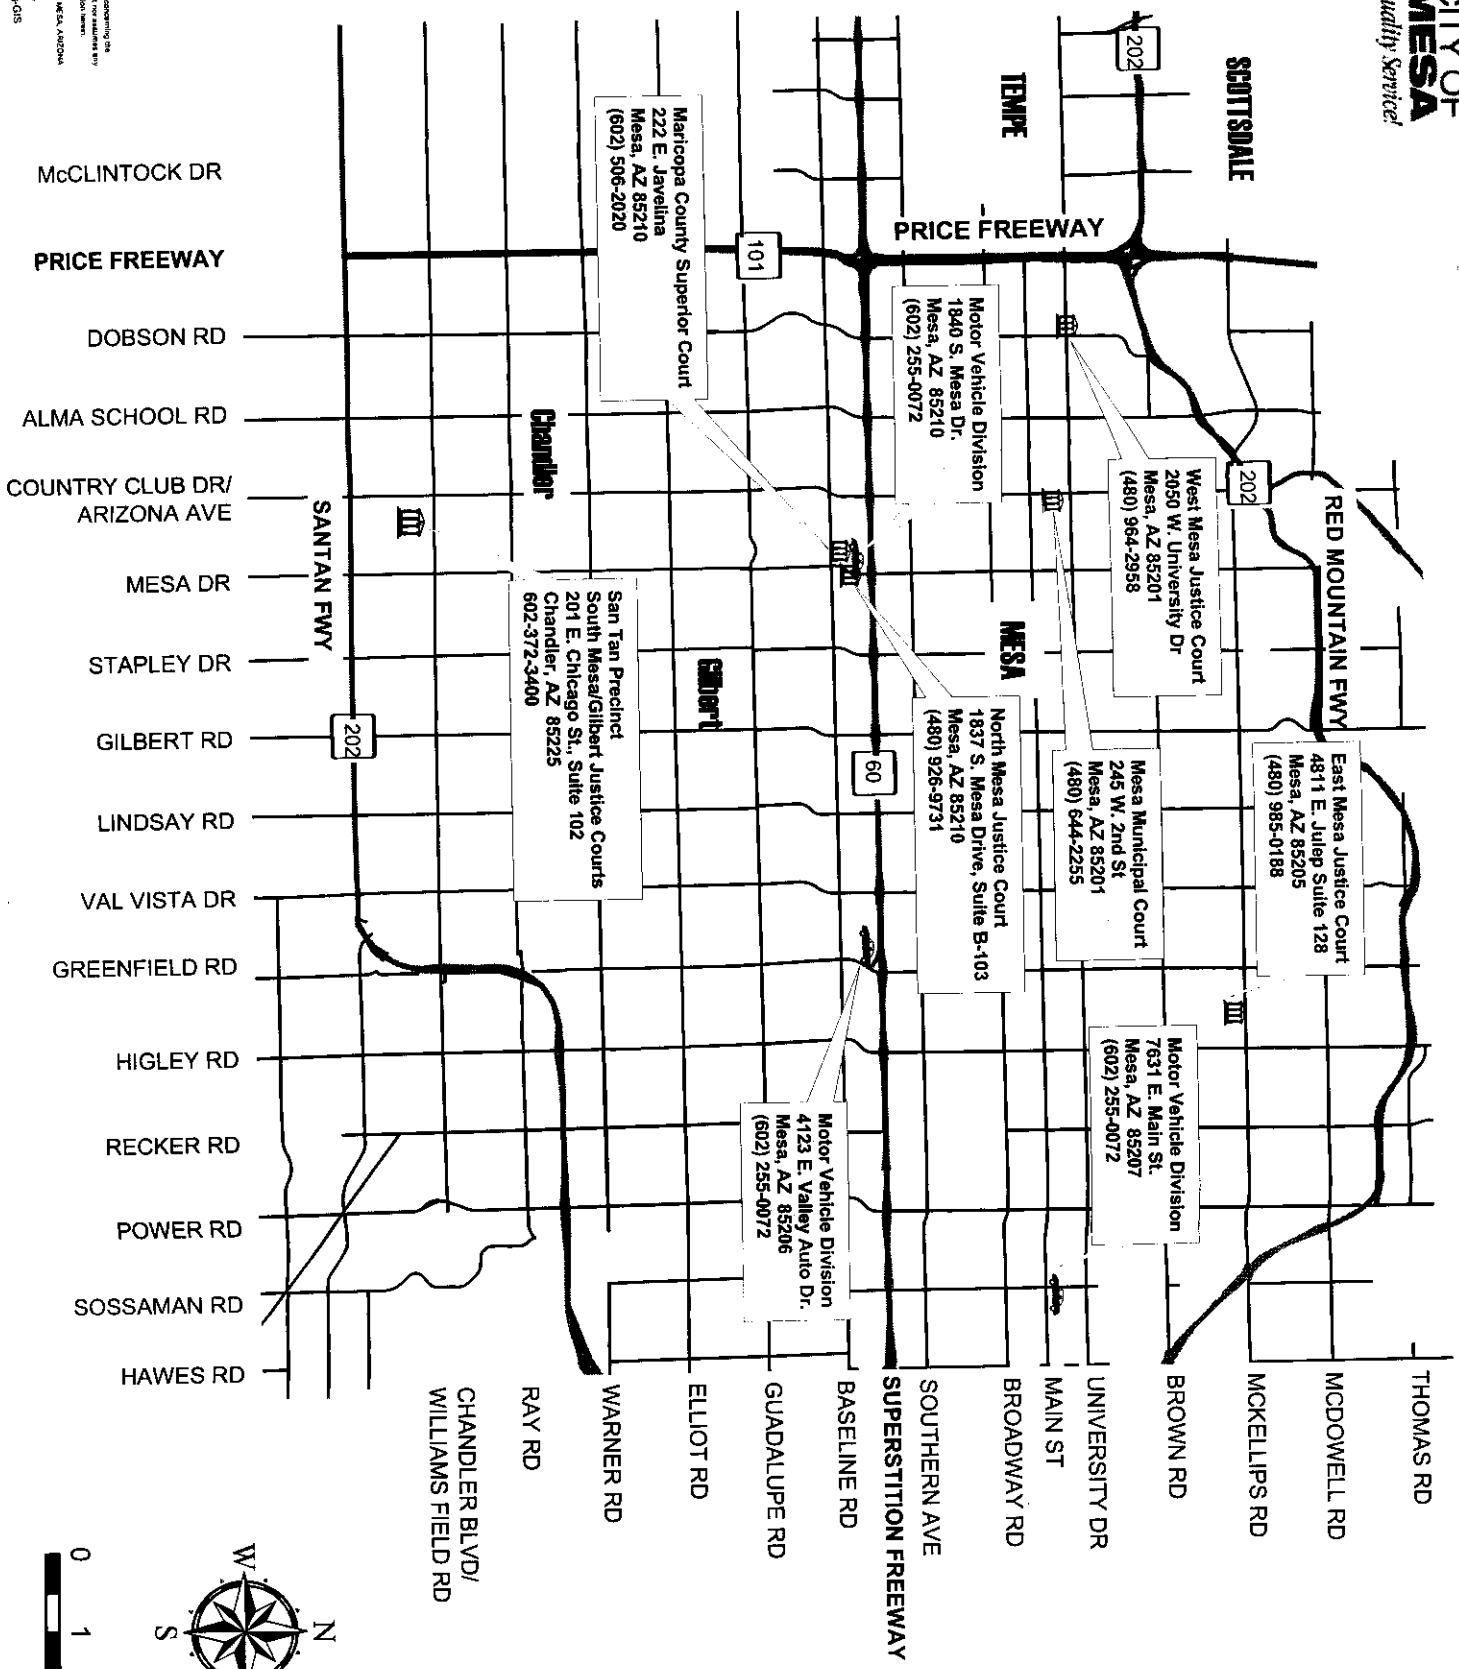 CITY OF
MESA
SCOTTSDALE
TEMPE
202
PRICE FREEWAY
101
McCLINTOCK DR
PRICE FREEWAY
DOBSON RD
ALMA SCHOOL RD
COUNTRY CLUB DR/
ARIZONA AVE
MESA DR
STAPLEY DR
GILBERT RD
LINDSAY RD
VAL VISTA DR
GREENFIELD RD
HIGLEY RD
RECKER RD
POWER RD
SOSSAMAN RD
HAWES RD
Maricopa County Superior Court
222 E. Javelina
Mesa, AZ 85210
(602) 506-2020
Motor Vehicle Division
1840 S. Mesa Dr.
Mesa, AZ 85210
(602) 255-0072
West Mesa Justice Court
2050 W. University Dr
Mesa, AZ 85201
(480) 964-2958
202
RED MOUNTAIN FWY
Chandler
SANTAN FWY
202
San Tan Precinct
South Mesa/Gilbert Justice Courts
201 E. Chicago St., Suite 102
Chandler, AZ 85225
602-372-3400
Gilbert
MESA
60
North Mesa Justice Court
1837 S. Mesa Drive, Suite B-103
Mesa, AZ 85210
(480) 926-9731
Mesa Municipal Court
245 W. 2nd St
Mesa, AZ 85201
(480) 644-2255
East Mesa Justice Court
4811 E. Julep Suite 128
Mesa, AZ 85205
(480) 985-0188
Motor Vehicle Division
7631 E. Main St.
Mesa, AZ 85207
(602) 255-0072
Motor Vehicle Division
4123 E. Valley Auto Dr.
Mesa, AZ 85206
(602) 255-0072
THOMAS RD
MCDOWELL RD
MCKELLIPS RD
BROWN RD
UNIVERSITY DR
MAIN ST
BROADWAY RD
SOUTHERN AVE
SUPERSTITION FREEWAY
BASELINE RD
GUADALUPE RD
ELLIOT RD
WARNER RD
RAY RD
CHANDLER BLVD/
WILLIAMS FIELD RD
N
W
S
0 1
concerning the
MESA, ARIZONA
GIS